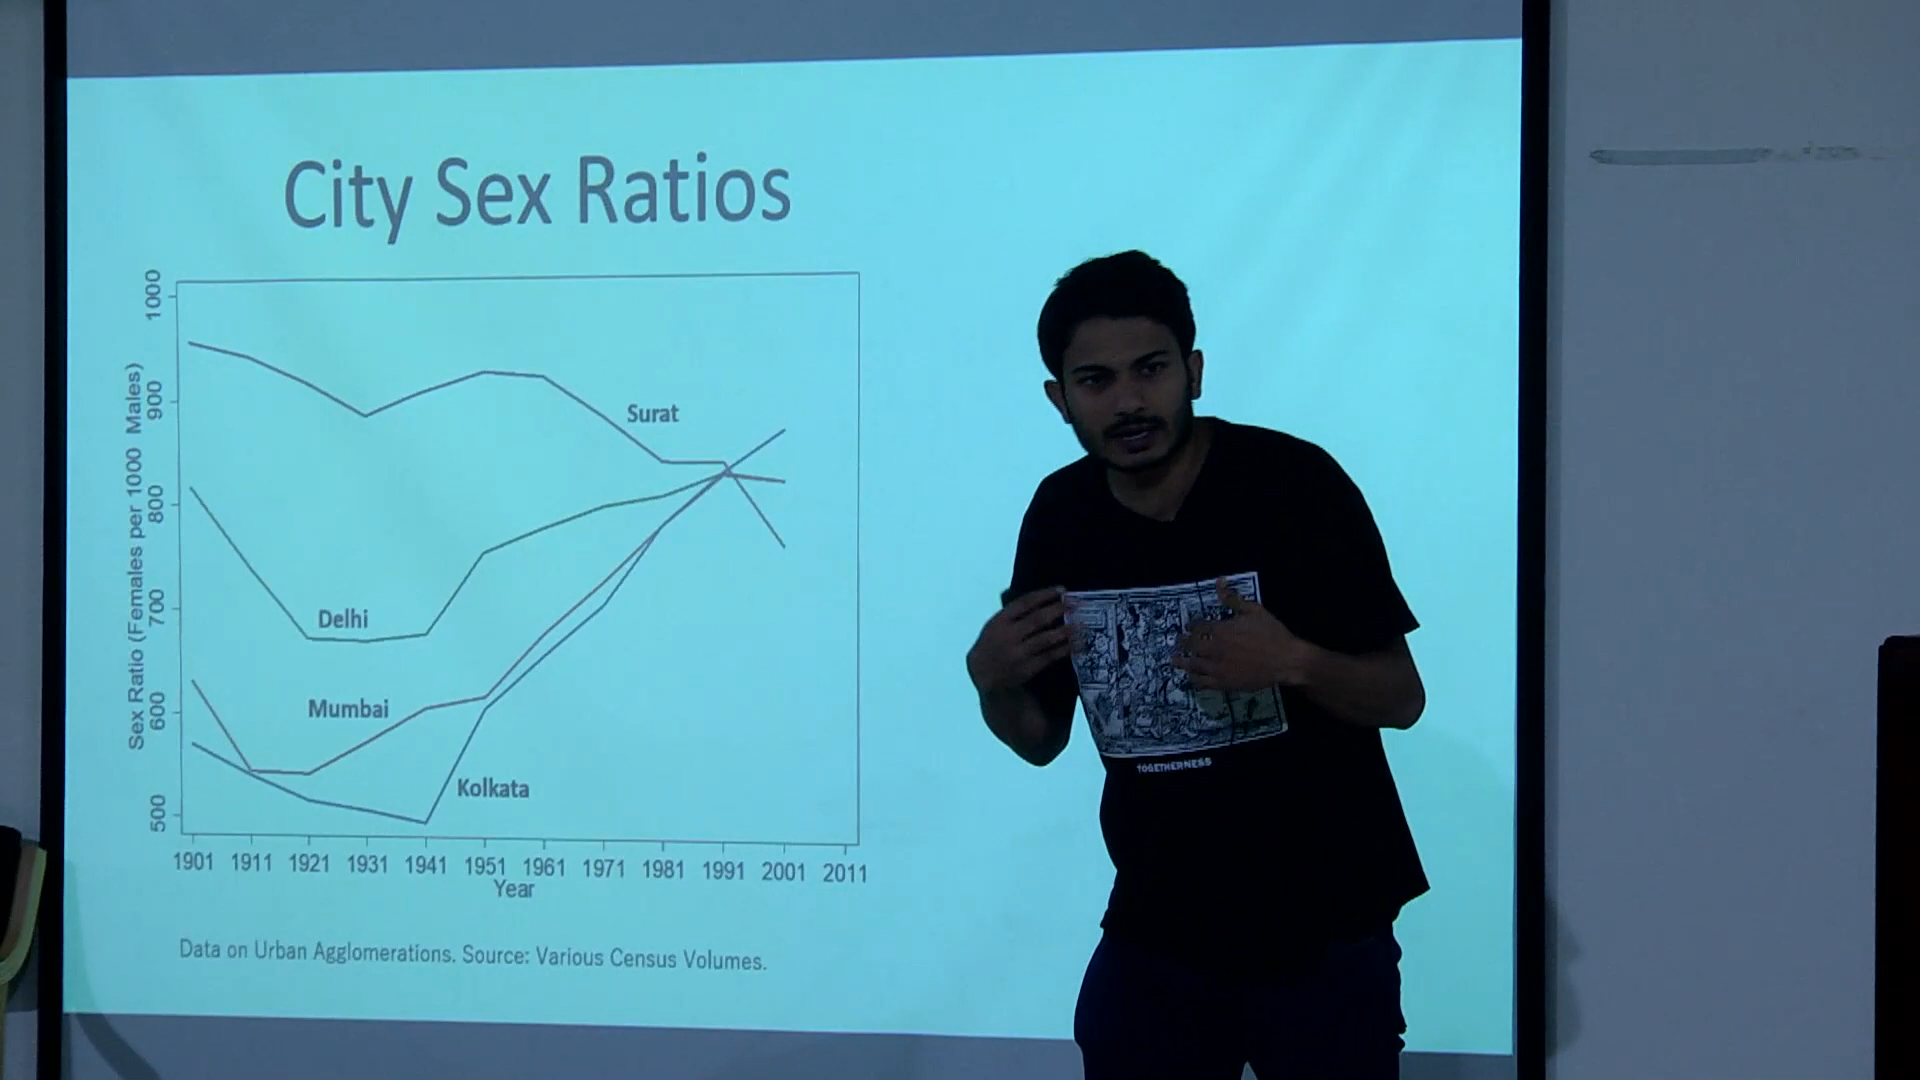 City Sex Ratios
Sex Ratio (Females per 1000 Males)
1000
900
800
700
600
500
Surat
Delhi
Mumbai
Kolkata
1901 1911 1921 1931 1941 1951 1961 1971 1981 1991 2001 2011
Year
Data on Urban Agglomerations. Source: Various Census Volumes.
TOGETHERNESS